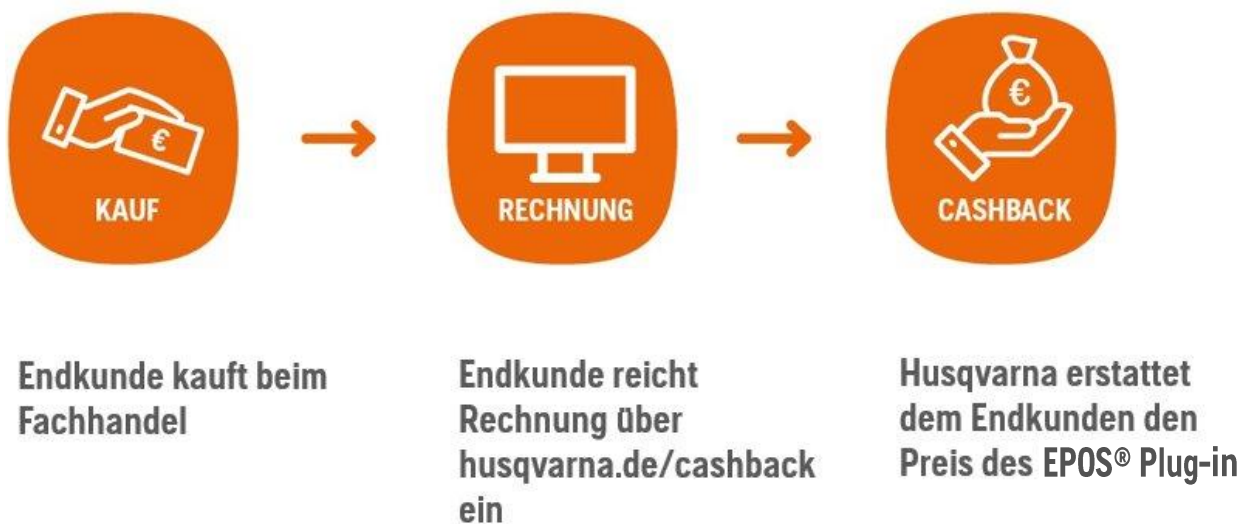 KAUF
RECHNUNG
CASHBACK
Endkunde kauft beim
Fachhandel
Endkunde reicht
Rechnung über
husqvarna.de/cashback
ein
Husqvarna erstattet
dem Endkunden den
Preis des EPOS® Plug-in